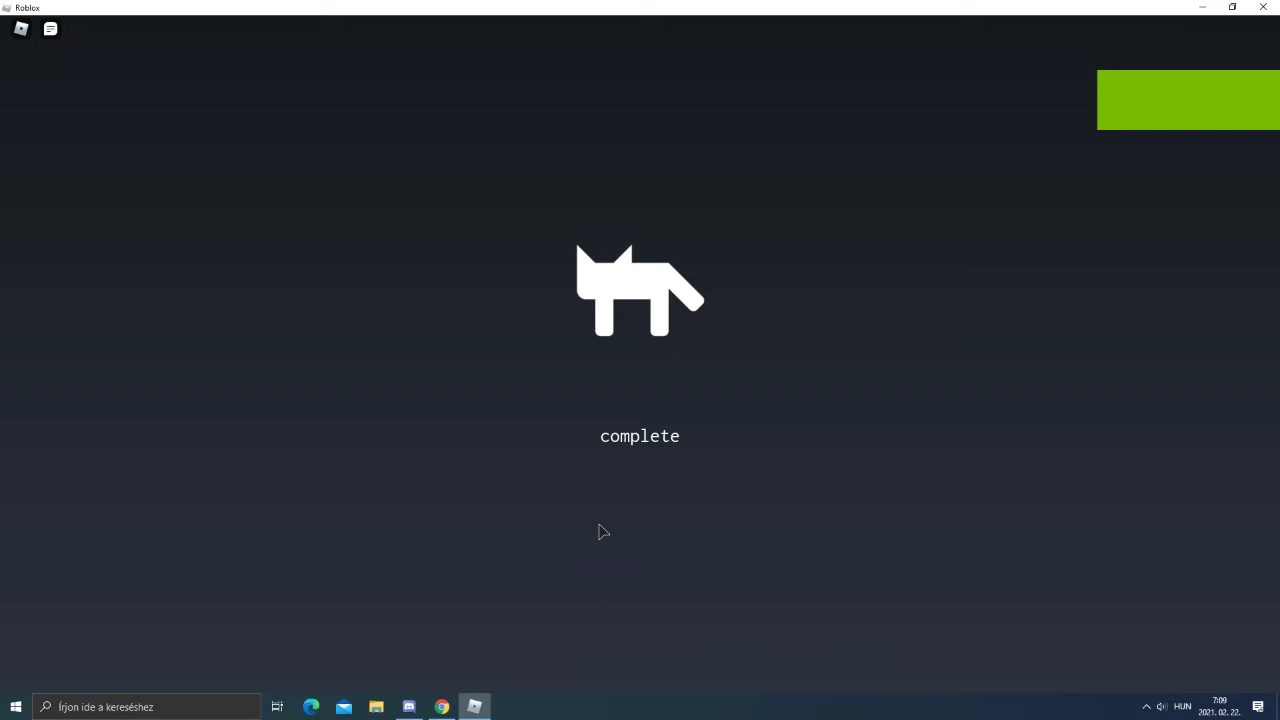 Roblox
complete
Írjon ide a kereséshez
HUN
7:09
2021. 02. 22.